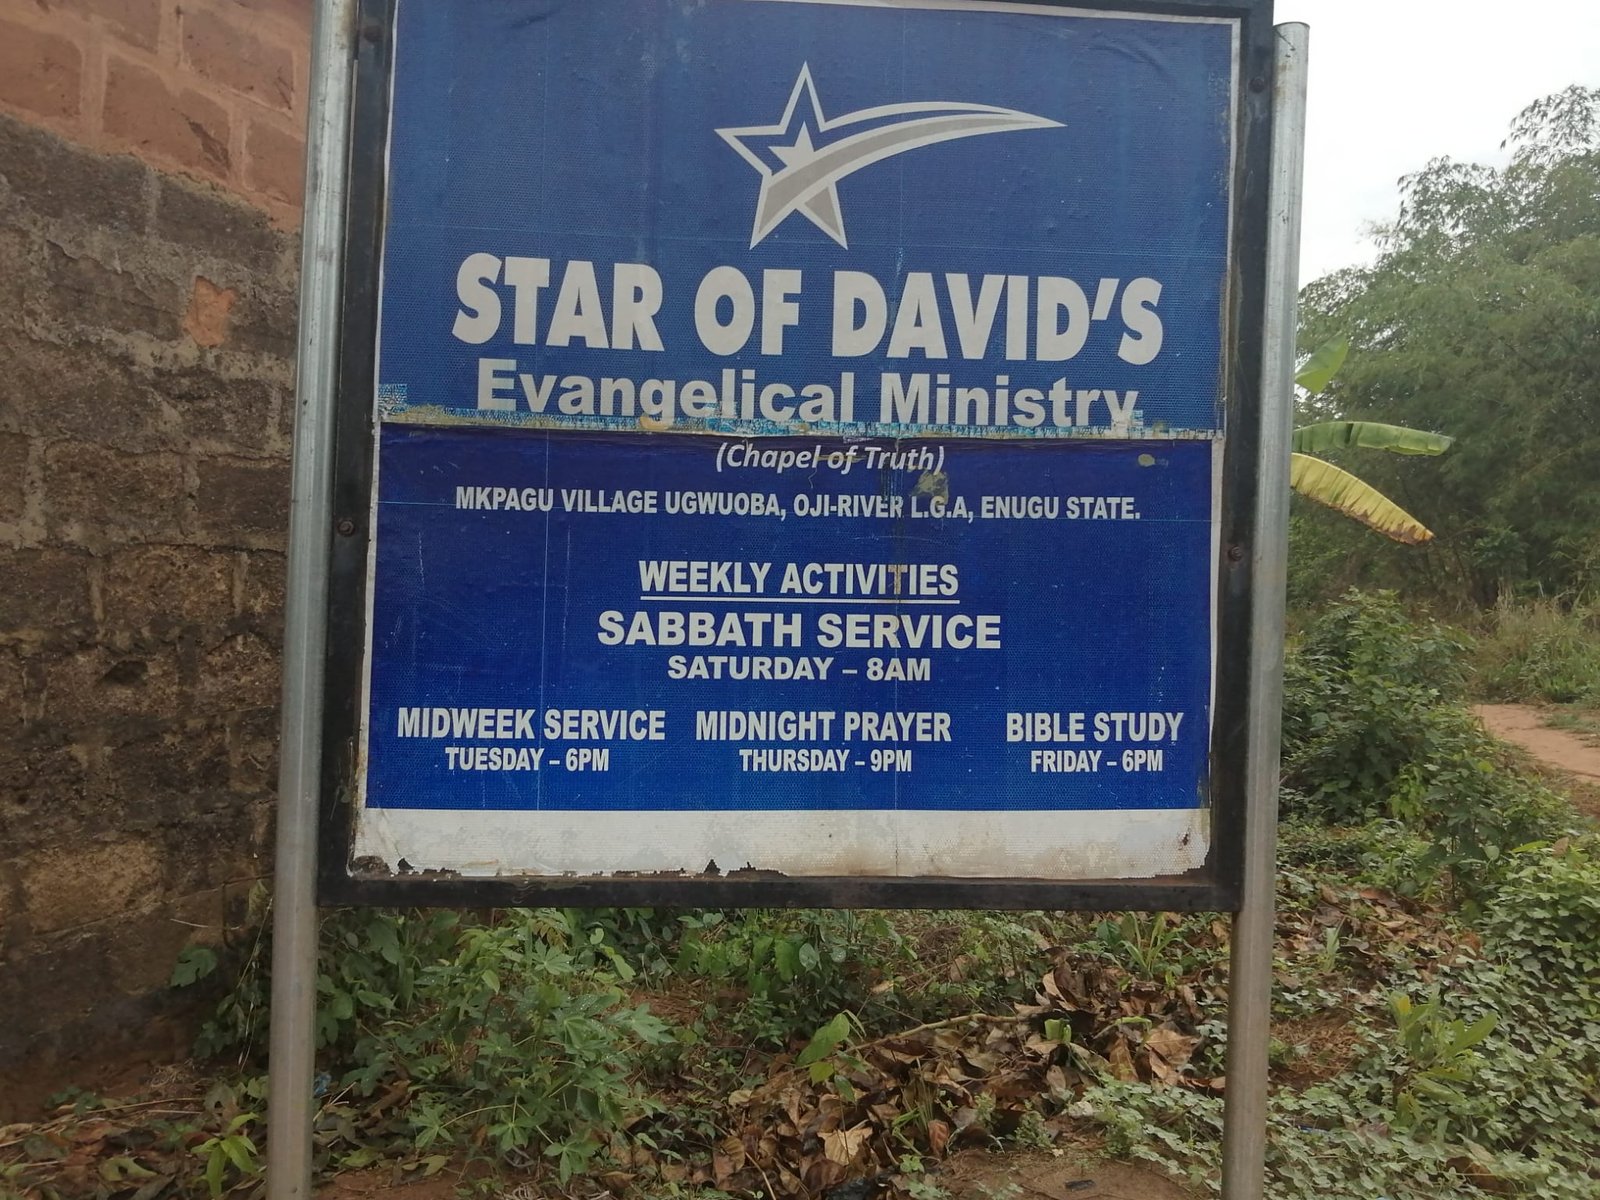 STAR OF DAVID'S
Evangelical Ministry
(Chapel of Truth)
MKPAGU VILLAGE UGWUOBA, OJI-RIVER L.G.A, ENUGU STATE.
WEEKLY ACTIVITIES
SABBATH SERVICE
SATURDAY – 8AM
MIDWEEK SERVICE
TUESDAY – 6PM
MIDNIGHT PRAYER
THURSDAY – 9PM
BIBLE STUDY
FRIDAY – 6PM